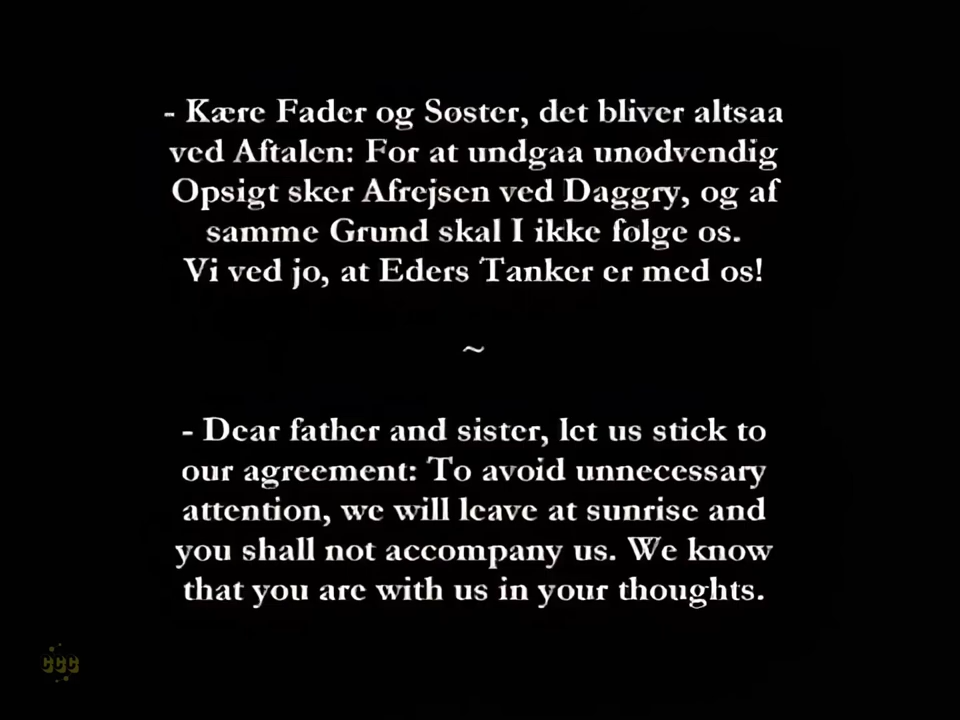 - Kære Fader og Søster, det bliver altsaa
ved Aftalen: For at undgaa unødvendig
Opsigt sker Afrejsen ved Daggry, og af
samme Grund skal I ikke følge os.
Vi ved jo, at Eders Tanker er med os!
~
- Dear father and sister, let us stick to
our agreement: To avoid unnecessary
attention, we will leave at sunrise and
you shall not accompany us. We know
that you are with us in your thoughts.
CCC